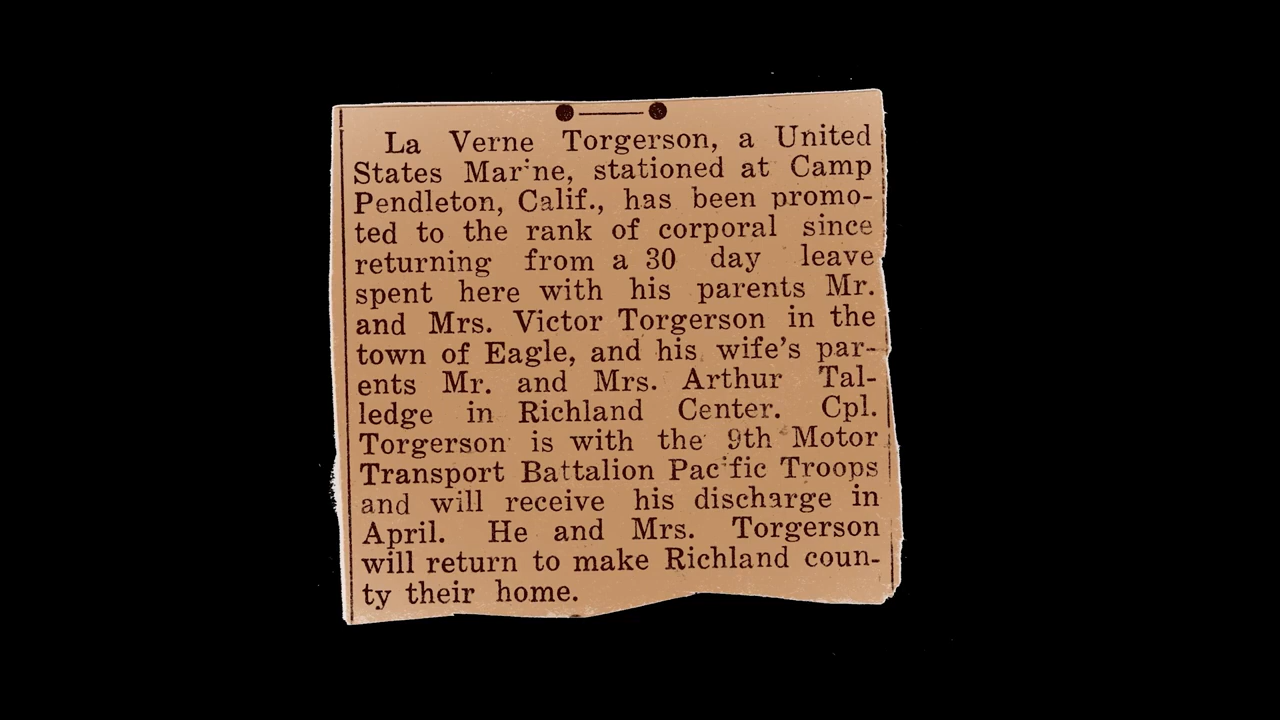 La Verne Torgerson, a United
States Marine, stationed at Camp
Pendleton, Calif., has been promo-
ted to the rank of corporal since
returning from a 30 day leave
spent here with his parents Mr.
and Mrs. Victor Torgerson in the
town of Eagle, and his wife's par-
ents Mr. and Mrs. Arthur Tal-
ledge in Richland Center. Cpl.
Torgerson is with the 9th Motor
Transport Battalion Pacific Troops
and will receive his discharge in
April. He and Mrs. Torgerson
will return to make Richland coun-
ty their home.